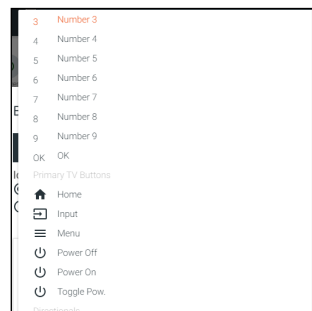 3 Number 3
4 Number 4
5 Number 5
6 Number 6
7 Number 7
8 Number 8
9 Number 9
OK OK
Primary TV Buttons
Home
Input
Menu
Power Off
Power On
Toggle Pow.